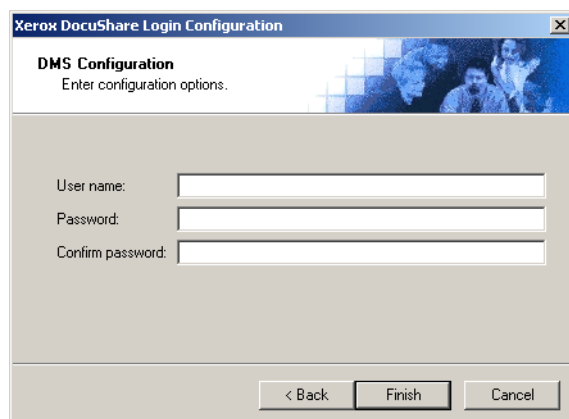 Xerox DocuShare Login Configuration
DMS Configuration
Enter configuration options.
User name:
Password:
Confirm password:
< Back Finish Cancel